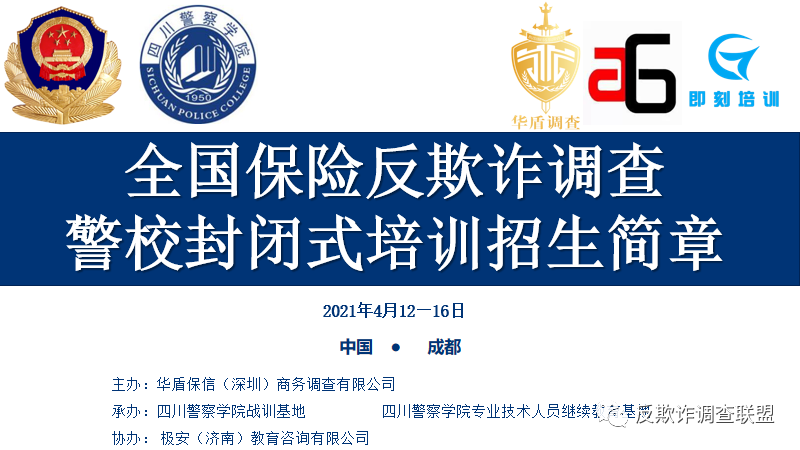 四川警察学院
SICHUAN POLICE COLLEGE
1950
华盾调查
a6
即刻培训
全国保险反欺诈调查
警校封闭式培训招生简章
2021年4月12－16日
中国 ● 成都
主办：华盾保信（深圳）商务调查有限公司
承办：四川警察学院战训基地 四川警察学院专业技术人员继续教育基地
协办： 极安（济南）教育咨询有限公司
反欺诈调查联盟